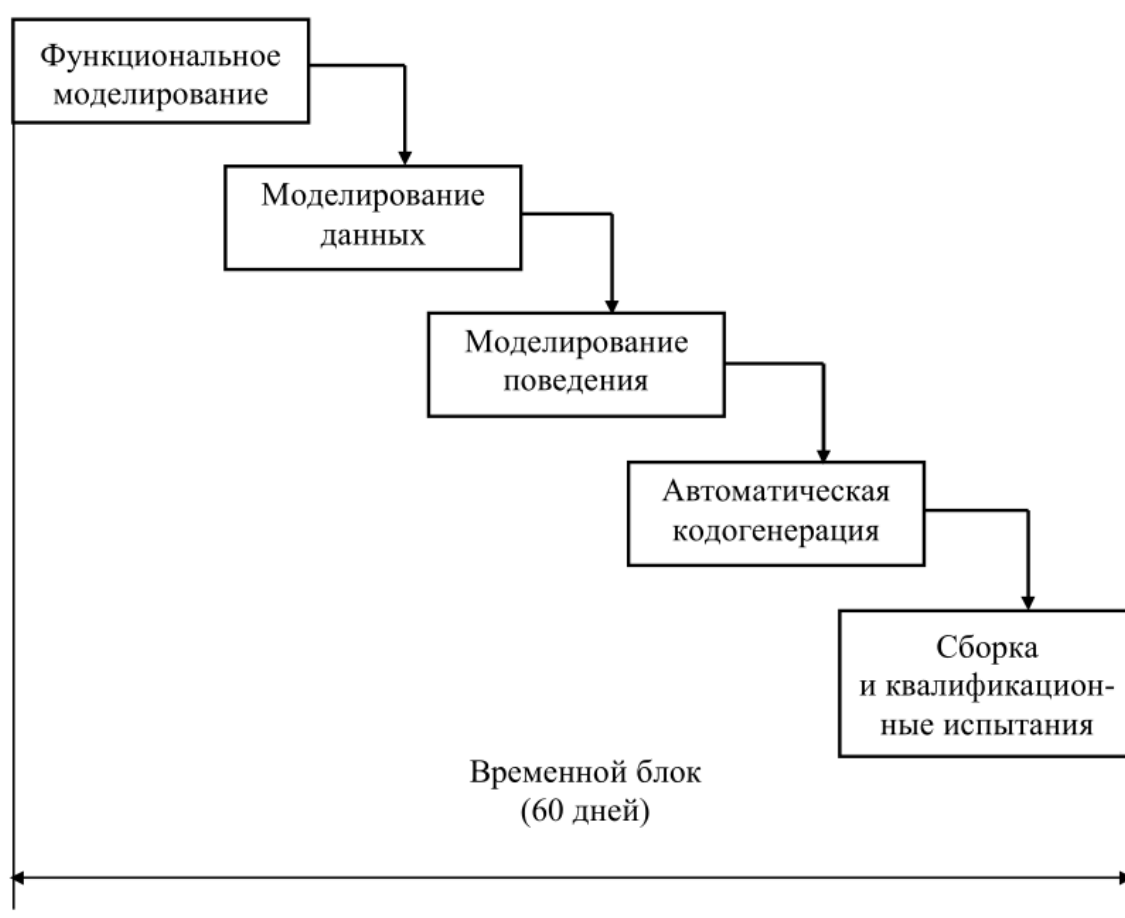 Функциональное
моделирование
Моделирование
данных
Моделирование
поведения
Автоматическая
кодогенерация
Сборка
и квалификацион-
ные испытания
Временной блок
(60 дней)